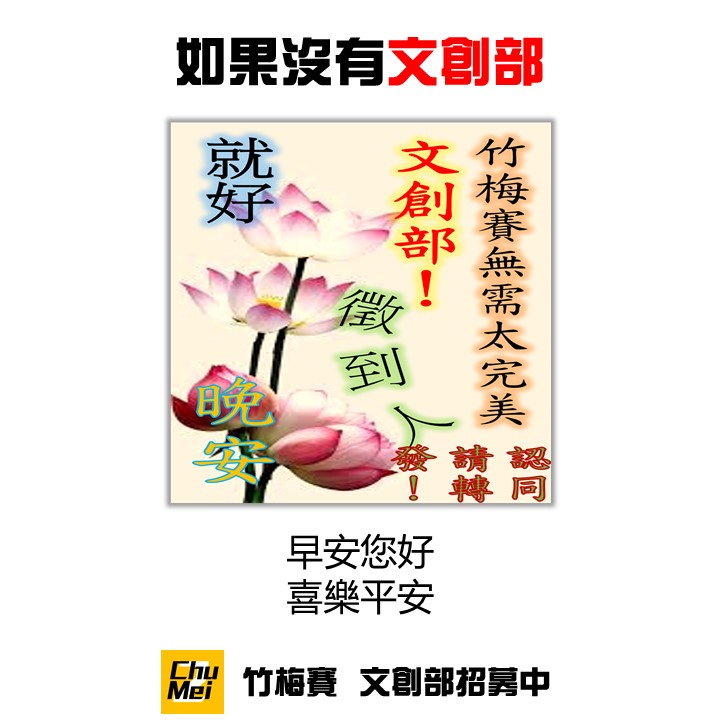 如果沒有文創部
竹梅賽無需太完美
文創部！
徵到人
就好
晚安
認同
請轉
發！
早安您好
喜樂平安
Chu
Mei
竹梅賽 文創部招募中